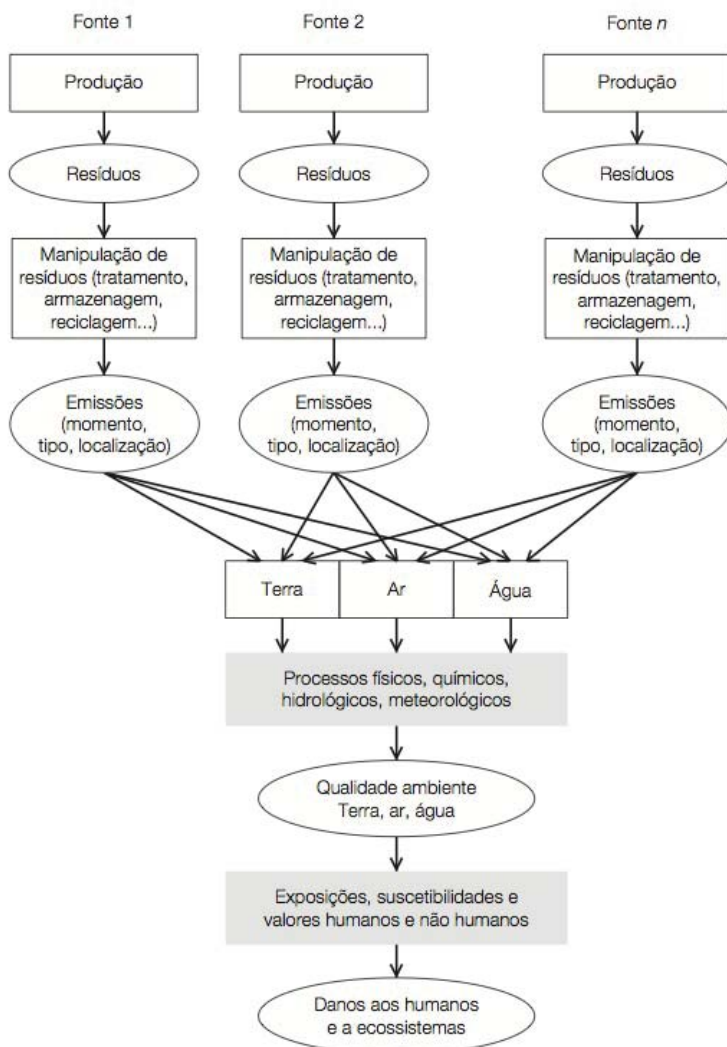 Fonte 1
Fonte 2
Fonte n
Produção
Produção
Produção
Resíduos
Resíduos
Resíduos
Manipulação de
resíduos (tratamento,
armazenagem,
reciclagem...)
Manipulação de
resíduos (tratamento,
armazenagem,
reciclagem...)
Manipulação de
resíduos (tratamento,
armazenagem,
reciclagem...)
Emissões
(momento,
tipo, localização)
Emissões
(momento,
tipo, localização)
Emissões
(momento,
tipo, localização)
Terra
Ar
Água
Processos físicos, químicos,
hidrológicos, meteorológicos
Qualidade ambiente
Terra, ar, água
Exposições, suscetibilidades e
valores humanos e não humanos
Danos aos humanos
e a ecossistemas